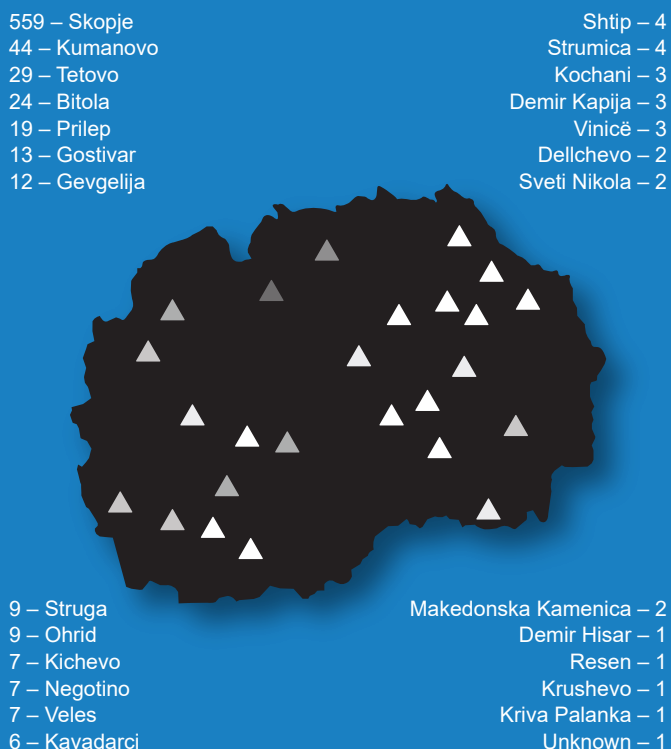 559 – Skopje
44 – Kumanovo
29 – Tetovo
24 – Bitola
19 – Prilep
13 – Gostivar
12 – Gevgelija
Shtip – 4
Strumica – 4
Kochani – 3
Demir Kapija – 3
Vinicë – 3
Dellchevo – 2
Sveti Nikola – 2
9 – Struga
9 – Ohrid
7 – Kichevo
7 – Negotino
7 – Veles
6 – Kavadarci
Makedonska Kamenica – 2
Demir Hisar – 1
Resen – 1
Krushevo – 1
Kriva Palanka – 1
Unknown – 1